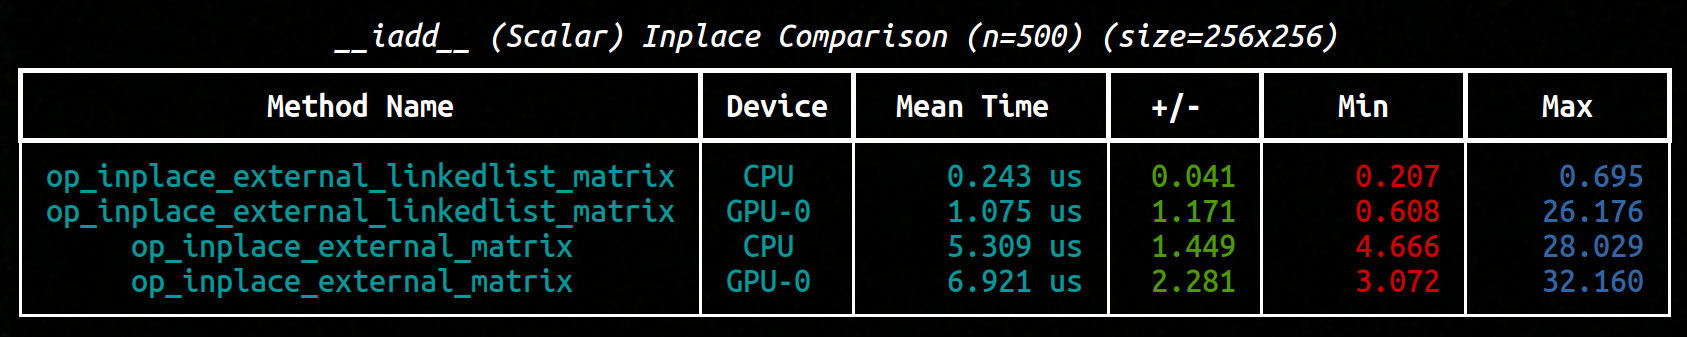 __iadd__ (Scalar) Inplace Comparison (n=500) (size=256x256)
Method Name Device Mean Time +/- Min Max
op_inplace_external_linkedlist_matrix CPU 0.243 us 0.041 0.207 0.695
op_inplace_external_linkedlist_matrix GPU-0 1.075 us 1.171 0.608 26.176
op_inplace_external_matrix CPU 5.309 us 1.449 4.666 28.029
op_inplace_external_matrix GPU-0 6.921 us 2.281 3.072 32.160